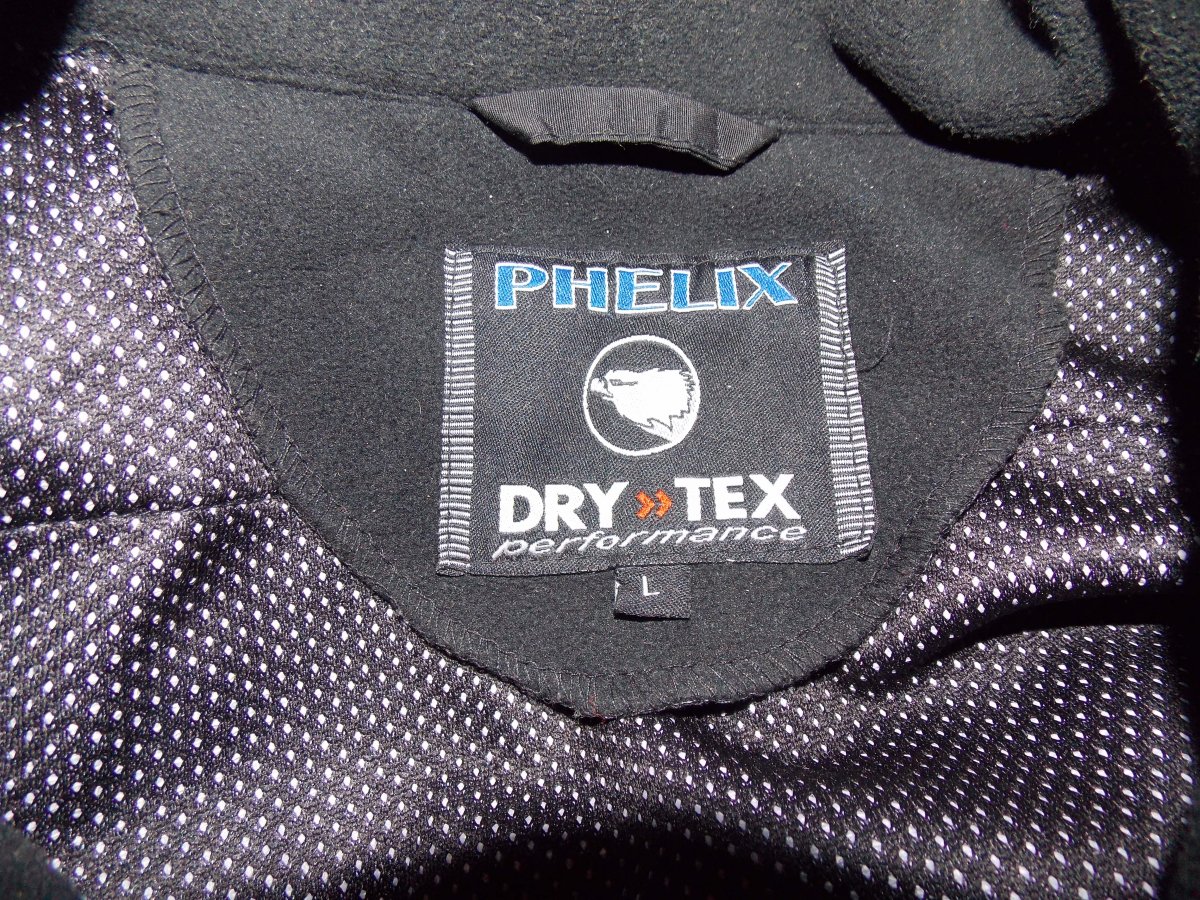 PHELIX
DRY TEX
performance
L